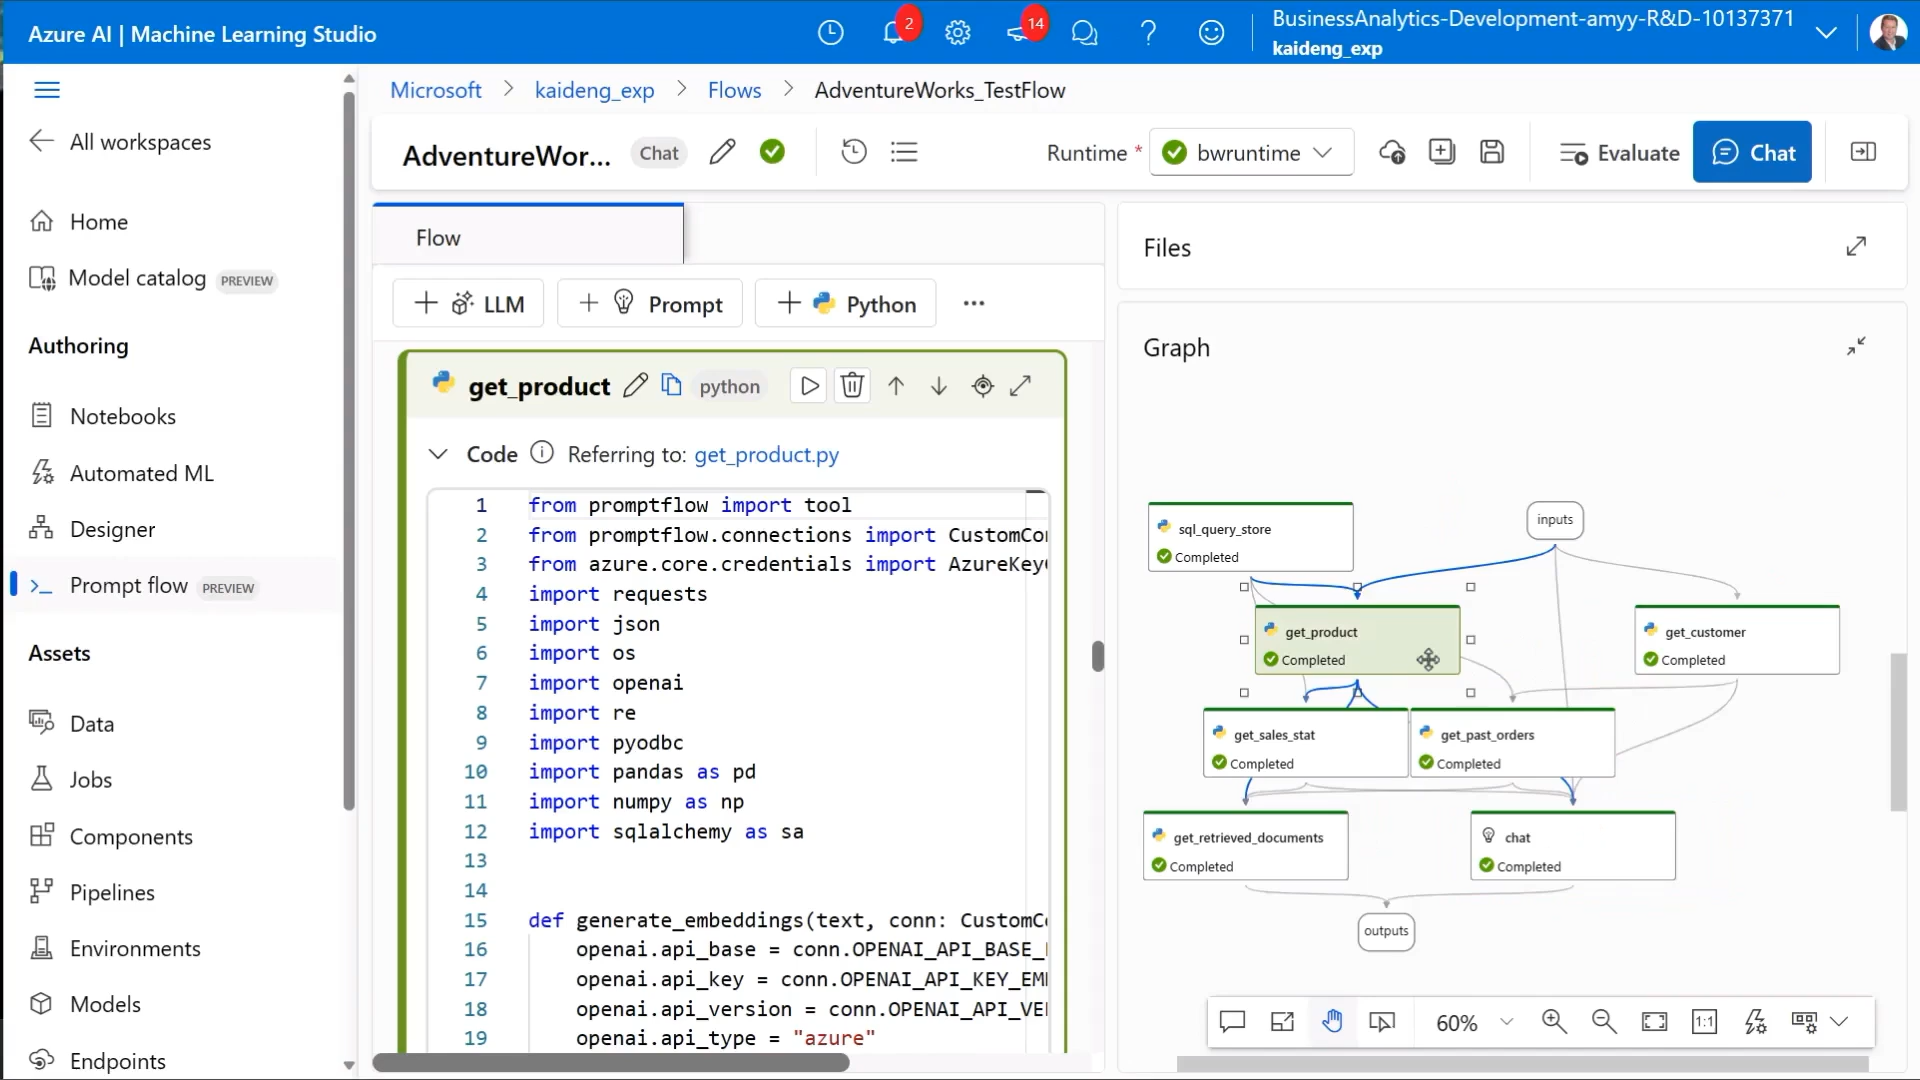 Azure AI | Machine Learning Studio
2
14
BusinessAnalytics-Development-amyy-R&D-10137371
kaideng_exp
All workspaces
Home
Model catalog PREVIEW
Authoring
Notebooks
Automated ML
Designer
Prompt flow PREVIEW
Assets
Data
Jobs
Components
Pipelines
Environments
Models
Endpoints
Microsoft > kaideng_exp > Flows > AdventureWorks_TestFlow
AdventureWor... Chat
Runtime * bwruntime
Evaluate
Chat
Flow
LLM
Prompt
Python
get_product python
Code Referring to: get_product.py
1 from promptflow import tool
2 from promptflow.connections import CustomCo
3 from azure.core.credentials import AzureKey
4 import requests
5 import json
6 import os
7 import openai
8 import re
9 import pyodbc
10 import pandas as pd
11 import numpy as np
12 import sqlalchemy as sa
13
14
15 def generate_embeddings(text, conn: CustomCo
16 openai.api_base = conn.OPENAI_API_BASE_
17 openai.api_key = conn.OPENAI_API_KEY_EM
18 openai.api_version = conn.OPENAI_API_VE
19 openai.api_type = "azure"
Files
Graph
sql_query_store
Completed
inputs
get_product
Completed
get_customer
Completed
get_sales_stat
Completed
get_past_orders
Completed
get_retrieved_documents
Completed
chat
Completed
outputs
60%
1:1